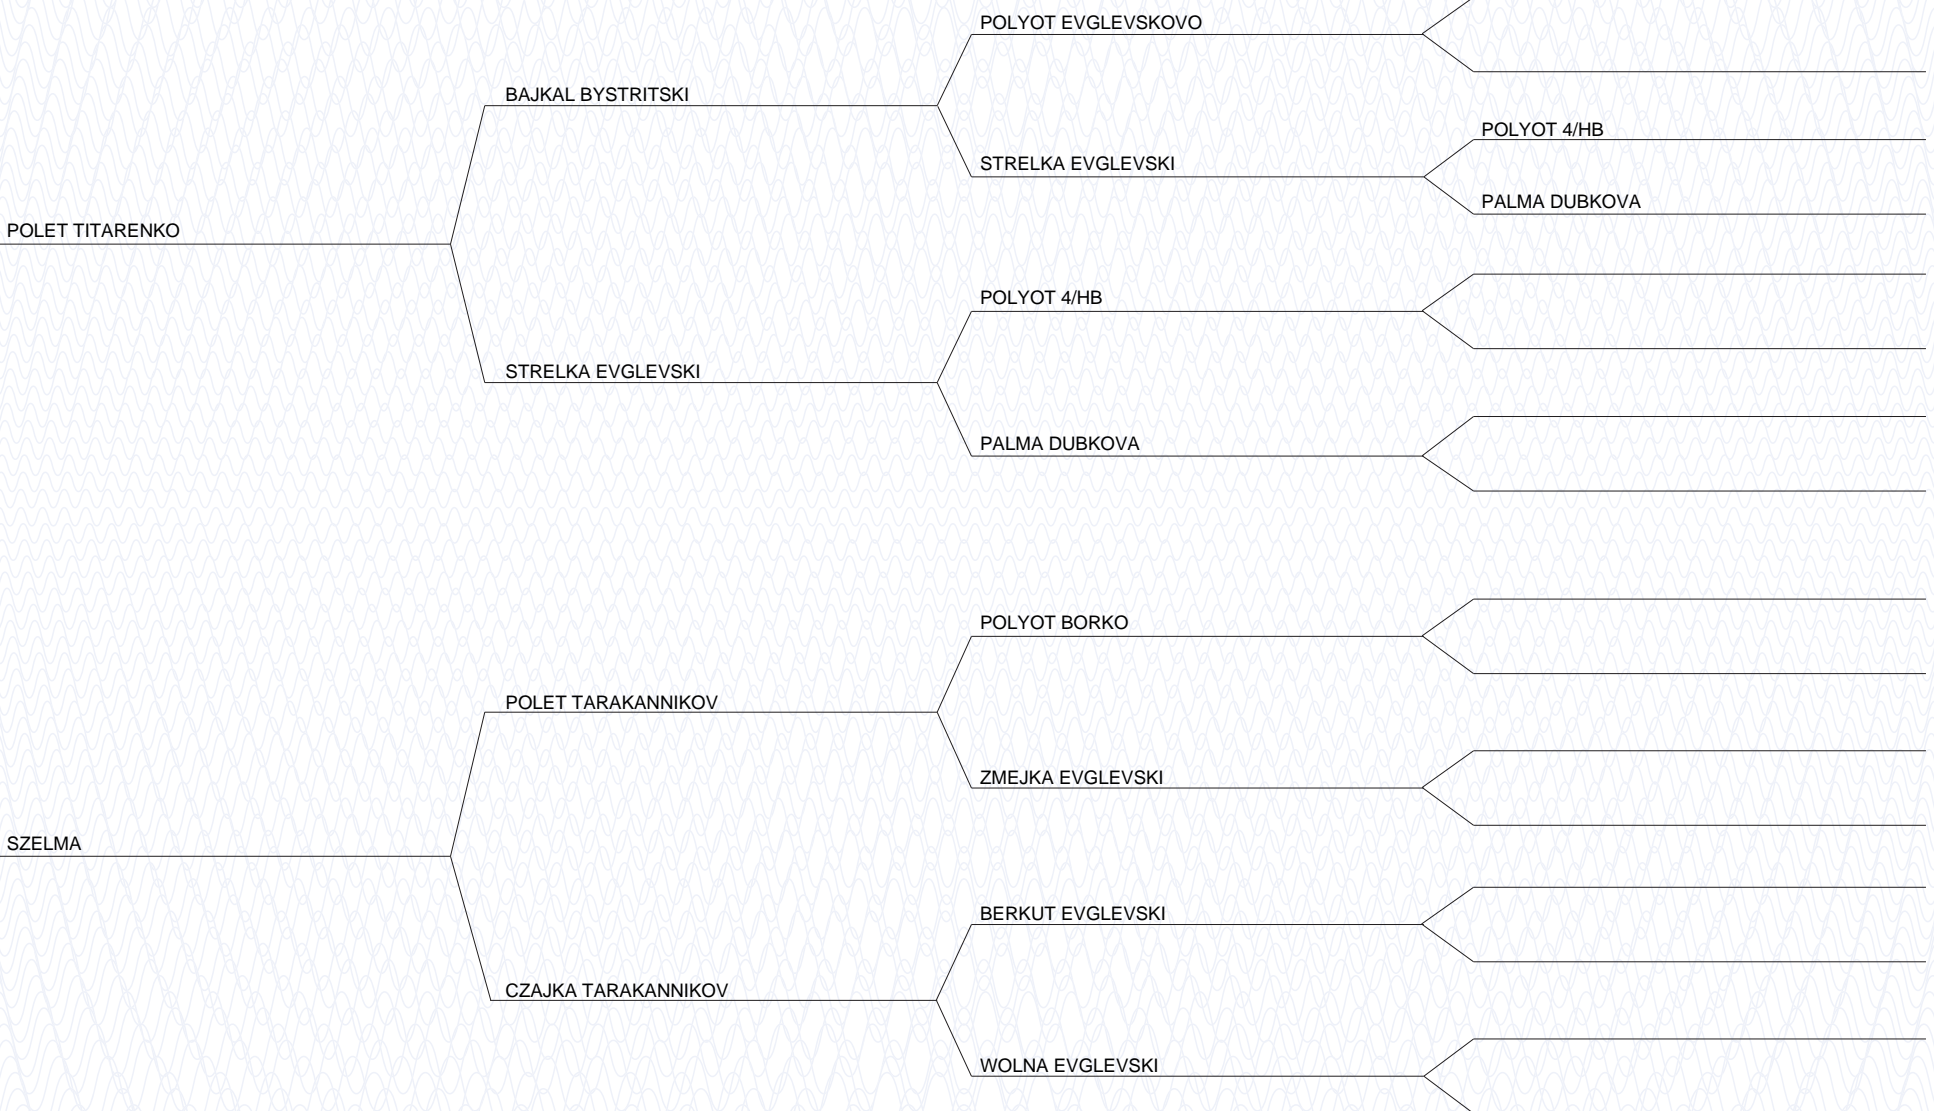 POLYOT EVGLEVSKOVO
BAJKAL BYSTRITSKI
POLYOT 4/HB
STRELKA EVGLEVSKI
PALMA DUBKOVA
POLET TITARENKO
POLYOT 4/HB
STRELKA EVGLEVSKI
PALMA DUBKOVA
POLYOT BORKO
POLET TARAKANNIKOV
ZMEJKA EVGLEVSKI
SZELMA
BERKUT EVGLEVSKI
CZAJKA TARAKANNIKOV
WOLNA EVGLEVSKI